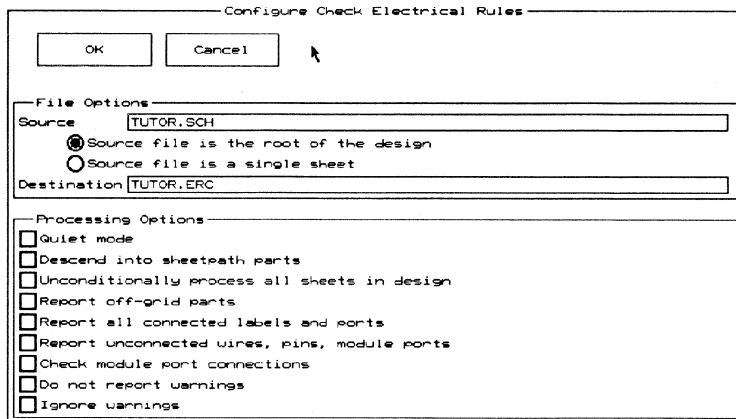 Configure Check Electrical Rules
OK Cancel
File Options
Source TUTOR.SCH
Source file is the root of the design
Source file is a single sheet
Destination TUTOR.ERC
Processing Options
Quiet mode
Descend into sheetpath parts
Unconditionally process all sheets in design
Report off-grid parts
Report all connected labels and ports
Report unconnected wires, pins, module ports
Check module port connections
Do not report warnings
Ignore warnings